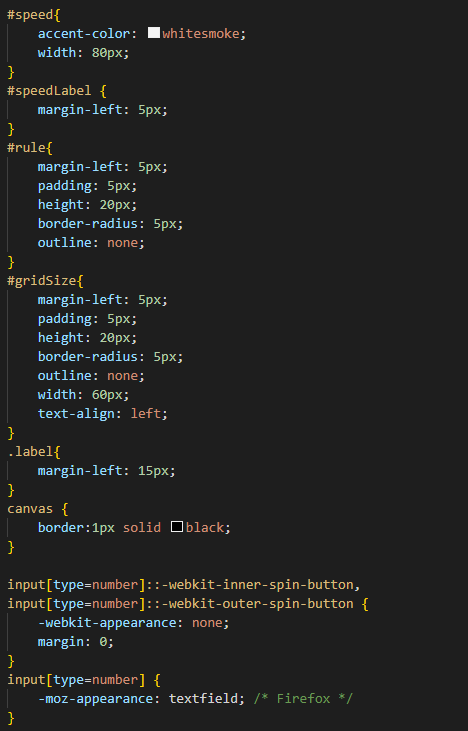 #speed{
    accent-color: whitesmoke;
    width: 80px;
}
#speedLabel {
    margin-left: 5px;
}
#rule{
    margin-left: 5px;
    padding: 5px;
    height: 20px;
    border-radius: 5px;
    outline: none;
}
#gridSize{
    margin-left: 5px;
    padding: 5px;
    height: 20px;
    border-radius: 5px;
    outline: none;
    width: 60px;
    text-align: left;
}
.label{
    margin-left: 15px;
}
canvas {
    border:1px solid black;
}

input[type=number]::-webkit-inner-spin-button,
input[type=number]::-webkit-outer-spin-button {
    -webkit-appearance: none;
    margin: 0;
}
input[type=number] {
    -moz-appearance: textfield; /* Firefox */
}